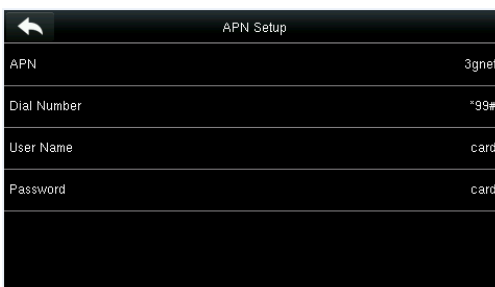 APN Setup
APN 3gnet
Dial Number *99#
User Name card
Password card